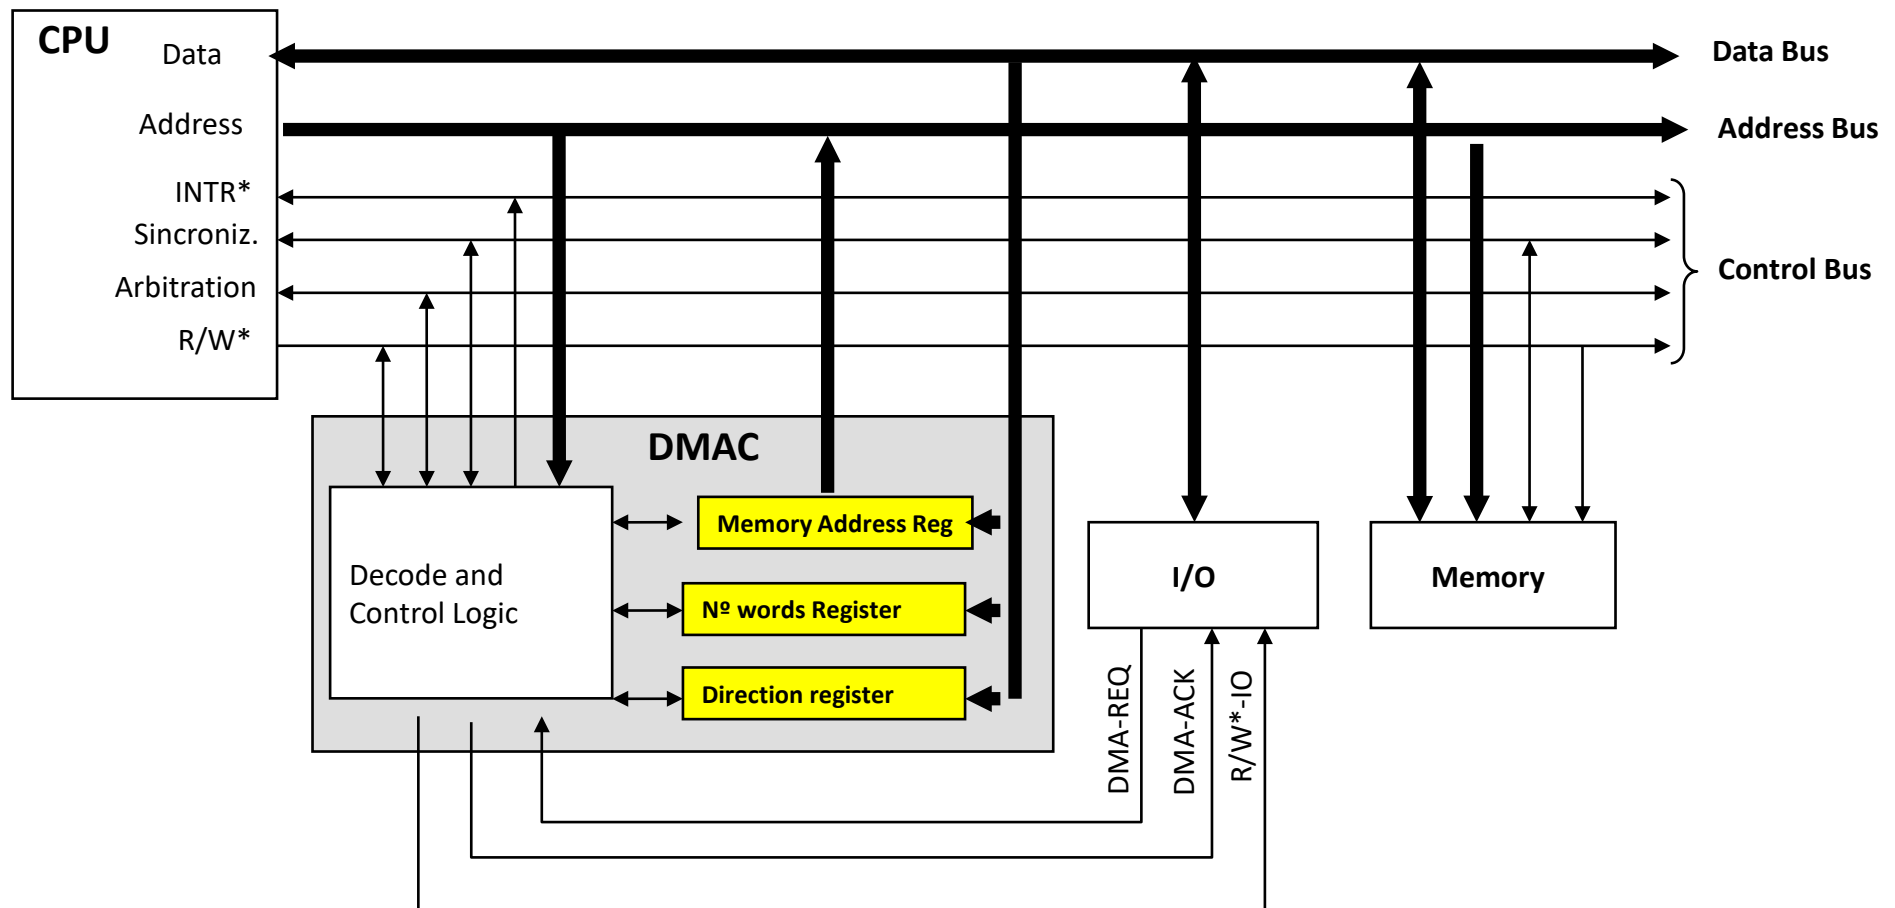 CPU
Data
Data Bus
Address
Address Bus
INTR*
Sincroniz.
Arbitration
Control Bus
R/W*
DMAC
Memory Address Reg
Decode and
Control Logic
Nº words Register
Direction register
I/O
Memory
DMA-REQ
DMA-ACK
R/W*-IO